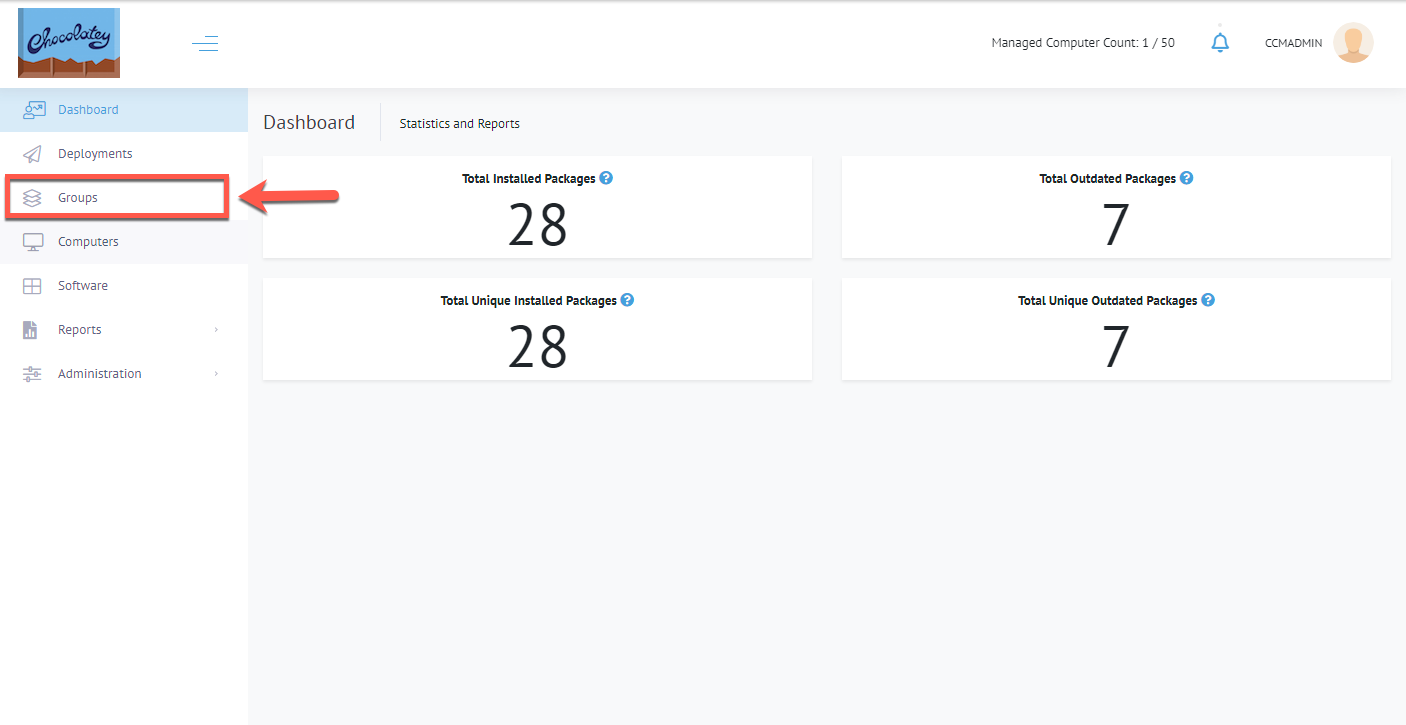 Chocolatey
Managed Computer Count: 1 / 50
CCMADMIN
Dashboard
Deployments
Groups
Computers
Software
Reports
Administration
Dashboard
Statistics and Reports
Total Installed Packages ?
28
Total Outdated Packages ?
7
Total Unique Installed Packages ?
28
Total Unique Outdated Packages ?
7